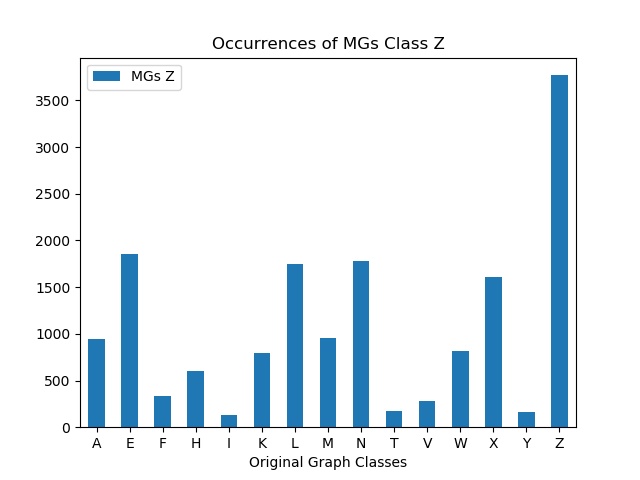 Occurrences of MGs Class Z
MGs Z
3500
3000
2500
2000
1500
1000
500
0
A E F H I K L M N T V W X Y Z
Original Graph Classes